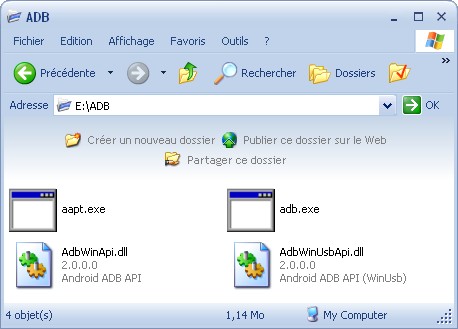 ADB
Fichier Edition Affichage Favoris Outils ?
Précédente Rechercher Dossiers
Adresse E:\ADB OK
Créer un nouveau dossier Publier ce dossier sur le Web
Partager ce dossier
aapt.exe adb.exe
AdbWinApi.dll AdbWinUsbApi.dll
2.0.0.0 2.0.0.0
Android ADB API Android ADB API (WinUsb)
4 objet(s) 1,14 Mo My Computer